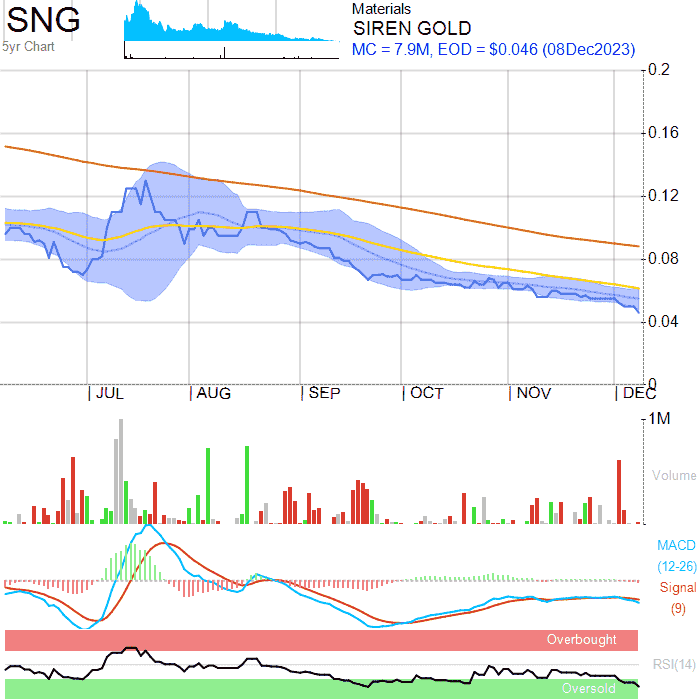 SNG
5yr Chart
Materials
SIREN GOLD
MC = 7.9M, EOD = $0.046 (08Dec2023)
0.2
0.16
0.12
0.08
0.04
0
JUL AUG SEP OCT NOV DEC
1M
Volume
MACD
(12-26)
Signal
(9)
Overbought
RSI(14)
Oversold